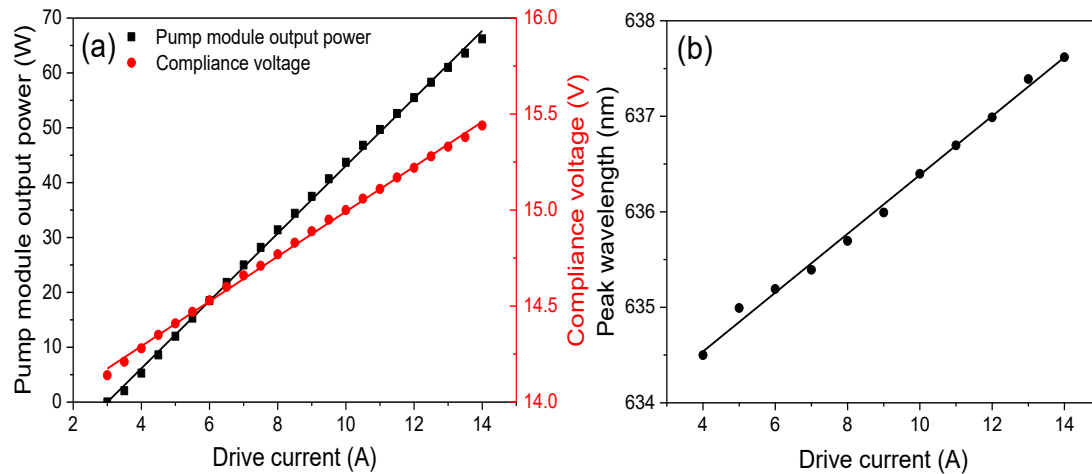 (a)
Pump module output power
Compliance voltage
Pump module output power (W)
70
60
50
40
30
20
10
0
2 4 6 8 10 12 14
Drive current (A)
16.0
15.5
15.0
14.5
14.0
Compliance voltage (V)
(b)
Peak wavelength (nm)
638
637
636
635
634
4 6 8 10 12 14
Drive current (A)